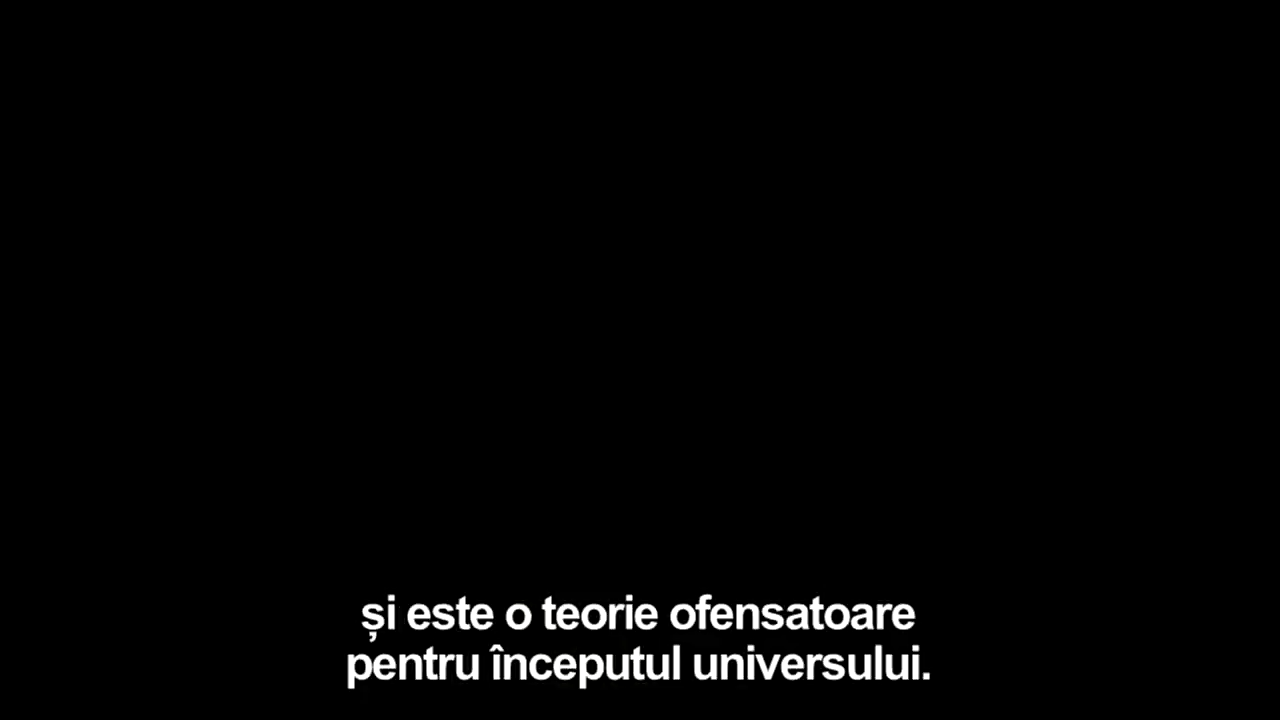 și este o teorie ofensatoare
pentru începutul universului.